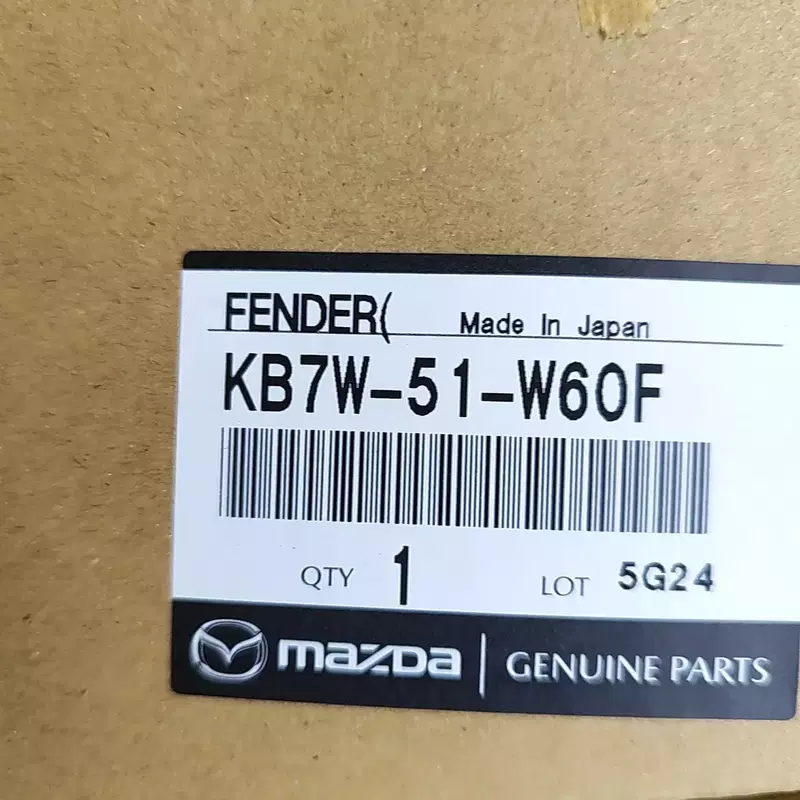 FENDER( Made In Japan
KB7W-51-W60F
QTY 1 LOT 5G24
mazda GENUINE PARTS